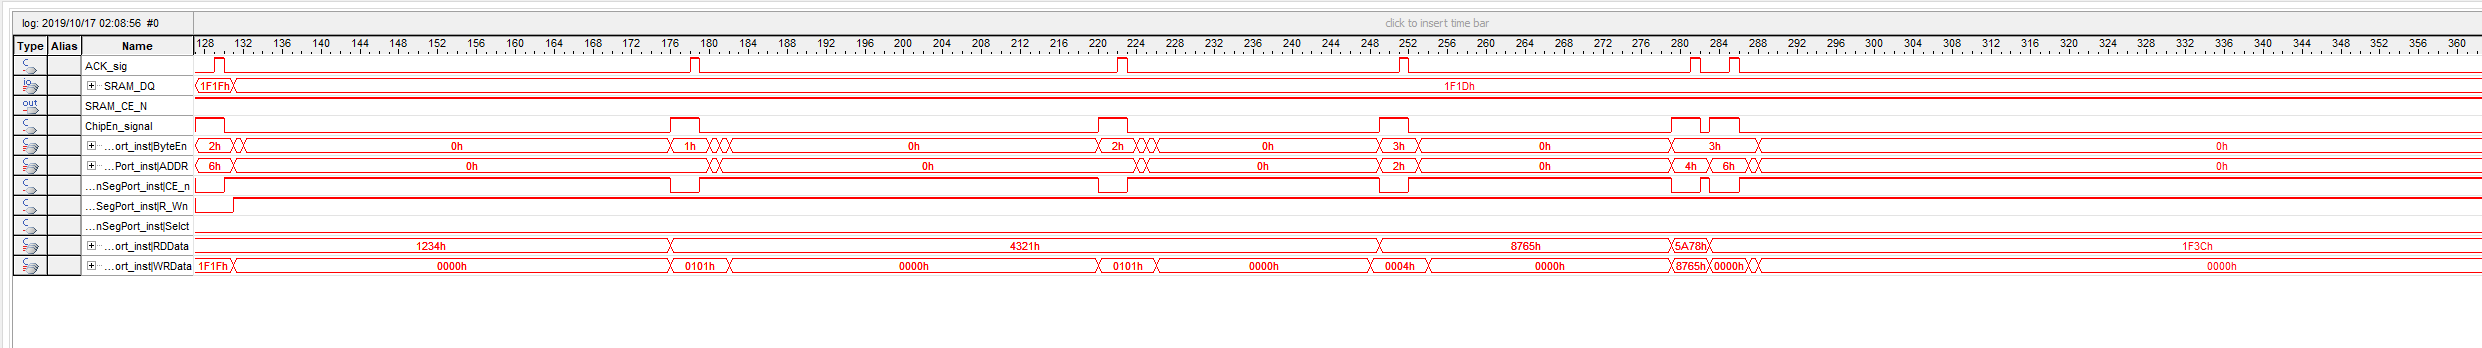 log: 2019/10/17 02:08:56 #0 click to insert time bar
Type Alias Name 128 132 136 140 144 148 152 156 160 164 168 172 176 180 184 188 192 196 200 204 208 212 216 220 224 228 232 236 240 244 248 252 256 260 264 268 272 276 280 284 288 292 296 300 304 308 312 316 320 324 328 332 336 340 344 348 352 356 360
C ACK_sig
io SRAM_DQ 1F1Fh 1F1Dh
out SRAM_CE_N
C ChipEn_signal
C ...ort_inst|ByteEn 2h 0h 1h 0h 2h 0h 3h 0h 3h 0h
C ...Port_inst|ADDR 6h 0h 0h 0h 2h 0h 4h 6h 0h
C ...nSegPort_inst|CE_n
C ...SegPort_inst|R_Wn
C ...nSegPort_inst|Selct
C ...ort_inst|RDData 1234h 4321h 8765h 5A78h 1F3Ch
C ...ort_inst|WRData 1F1Fh 0000h 0101h 0000h 0101h 0000h 0004h 0000h 8765h 0000h 0000h